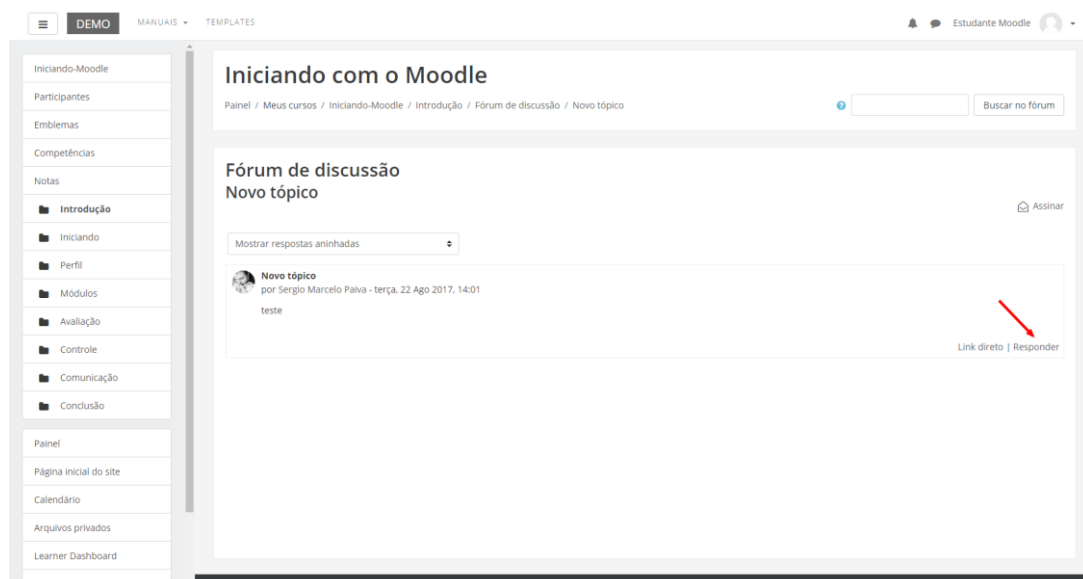 DEMO MANUAIS TEMPLATES Estudante Moodle
Iniciando-Moodle
Participantes
Emblemas
Competências
Notas
Introdução
Iniciando
Perfil
Módulos
Avaliação
Controle
Comunicação
Conclusão
Painel
Página inicial do site
Calendário
Arquivos privados
Learner Dashboard
Iniciando com o Moodle
Painel / Meus cursos / Iniciando-Moodle / Introdução / Fórum de discussão / Novo tópico
? Buscar no fórum
Fórum de discussão
Novo tópico
Assinar
Mostrar respostas aninhadas
Novo tópico
por Sergio Marcelo Paiva - terça, 22 Ago 2017, 14:01
teste
Link direto | Responder